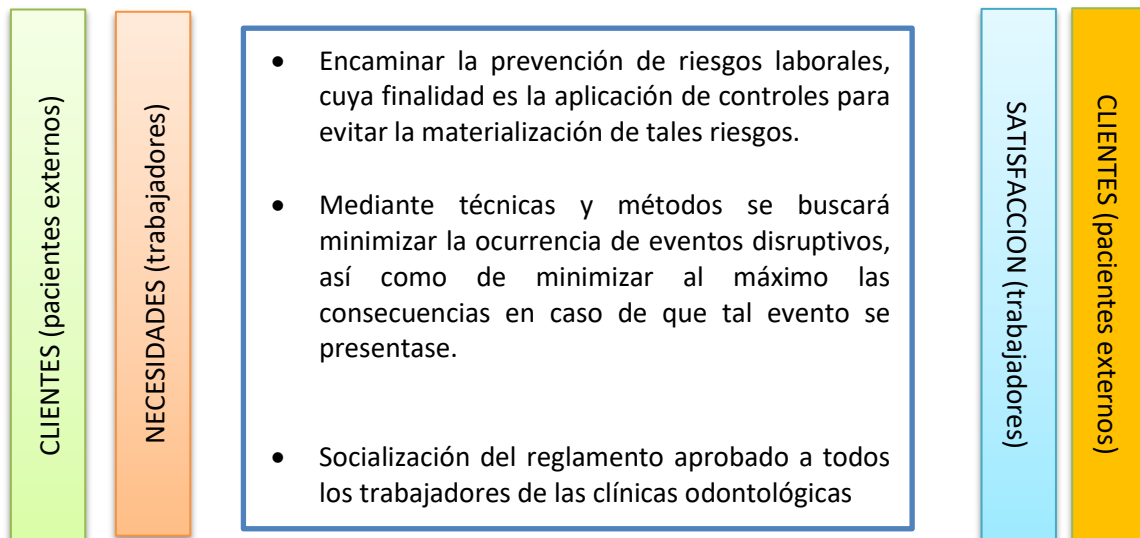 CLIENTES (pacientes externos)
NECESIDADES (trabajadores)
• Encaminar la prevención de riesgos laborales,
cuya finalidad es la aplicación de controles para
evitar la materialización de tales riesgos.
• Mediante técnicas y métodos se buscará
minimizar la ocurrencia de eventos disruptivos,
así como de minimizar al máximo las
consecuencias en caso de que tal evento se
presentase.
• Socialización del reglamento aprobado a todos
los trabajadores de las clínicas odontológicas
SATISFACCION (trabajadores)
CLIENTES (pacientes externos)